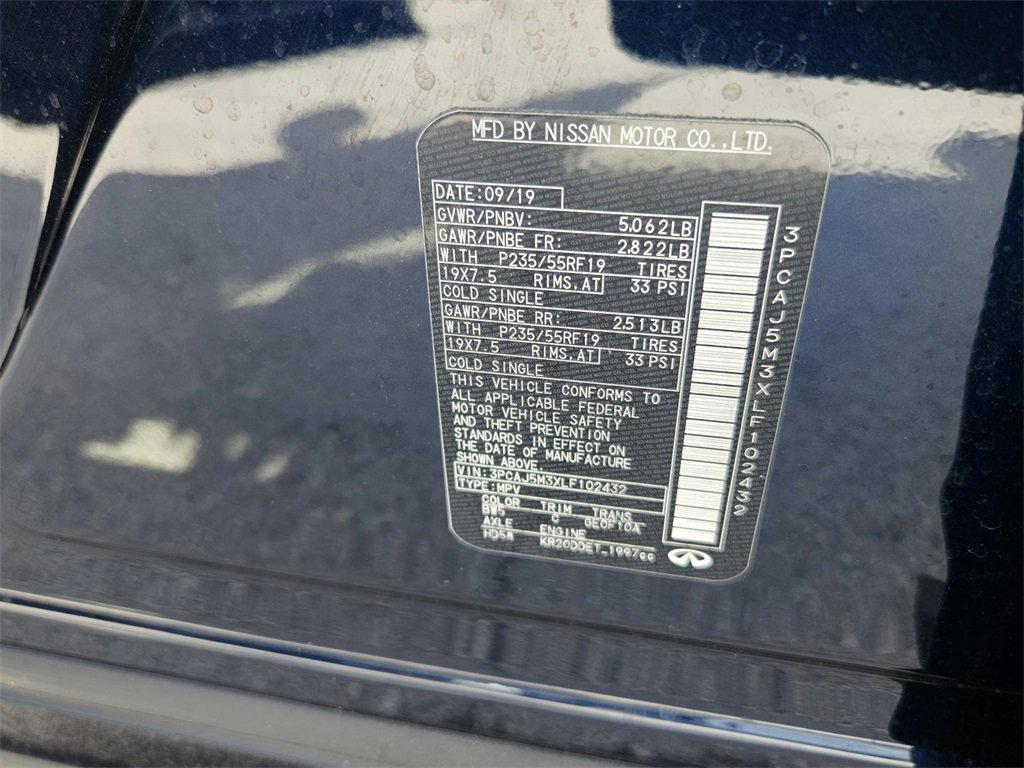 MFD BY NISSAN MOTOR CO.,LTD.
DATE:09/19
GVWR/PNBV: 5,062LB
GAWR/PNBE FR: 2,822LB
WITH P235/55RF19 TIRES
19X7.5 RIMS,AT 33 PSI
COLD SINGLE
GAWR/PNBE RR: 2,513LB
WITH P235/55RF19 TIRES
19X7.5 RIMS,AT 33 PSI
COLD SINGLE
THIS VEHICLE CONFORMS TO
ALL APPLICABLE FEDERAL
MOTOR VEHICLE SAFETY
AND THEFT PREVENTION
STANDARDS IN EFFECT ON
THE DATE OF MANUFACTURE
SHOWN ABOVE.
VIN:3PCAJ5M3XLF102432
TYPE:MPV
COLOR TRIM TRANS
BW5 C GE0F10A
AXLE ENGINE
HD58 KR20DDET 1997cc
3PCAJ5M3XLF102432